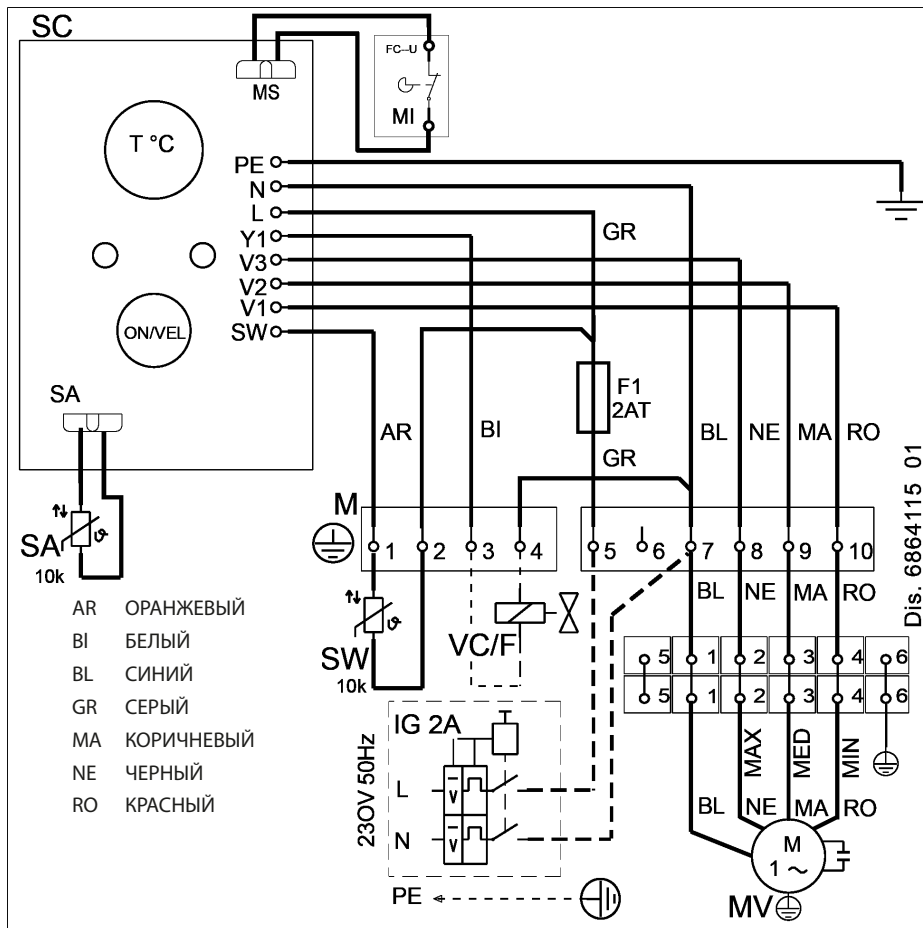 SC
FC--U
MS
MI
T °C
PE
N
L
GR
Y1
V3
V2
V1
ON/VEL
SW
SA
F1
2AT
AR
BI
BL
NE
MA
RO
GR
M
1 2 3 4 5 6 7 8 9 10
SA
10k
BL
NE
MA
RO
Dis. 6864115 01
AR ОРАНЖЕВЫЙ
BI БЕЛЫЙ
BL СИНИЙ
GR СЕРЫЙ
MA КОРИЧНЕВЫЙ
NE ЧЕРНЫЙ
RO КРАСНЫЙ
SW
10k
VC/F
5 1 2 3 4 6
5 1 2 3 4 6
IG 2A
23OV 50Hz
L
V
N
V
PE
MAX
MED
MIN
BL
NE
MA
RO
M
1 ~
MV